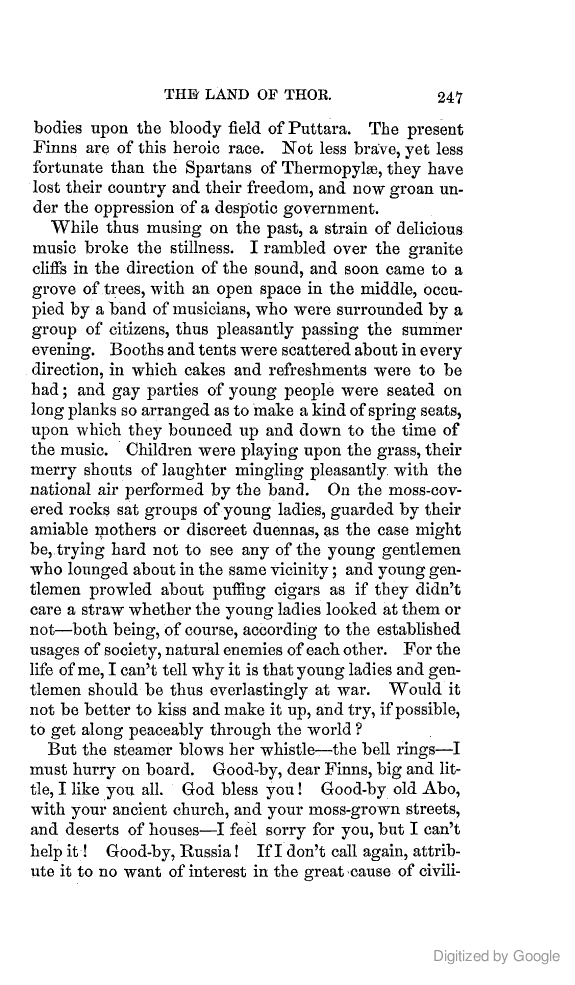 THE LAND OF THOR. 247
bodies upon the bloody field of Puttara. The present
Finns are of this heroic race. Not less brave, yet less
fortunate than the Spartans of Thermopylæ, they have
lost their country and their freedom, and now groan un-
der the oppression of a despotic government.
While thus musing on the past, a strain of delicious
music broke the stillness. I rambled over the granite
cliffs in the direction of the sound, and soon came to a
grove of trees, with an open space in the middle, occu-
pied by a band of musicians, who were surrounded by a
group of citizens, thus pleasantly passing the summer
evening. Booths and tents were scattered about in every
direction, in which cakes and refreshments were to be
had; and gay parties of young people were seated on
long planks so arranged as to make a kind of spring seats,
upon which they bounced up and down to the time of
the music. Children were playing upon the grass, their
merry shouts of laughter mingling pleasantly with the
national air performed by the band. On the moss-cov-
ered rocks sat groups of young ladies, guarded by their
amiable mothers or discreet duennas, as the case might
be, trying hard not to see any of the young gentlemen
who lounged about in the same vicinity; and young gen-
tlemen prowled about puffing cigars as if they didn't
care a straw whether the young ladies looked at them or
not—both being, of course, according to the established
usages of society, natural enemies of each other. For the
life of me, I can't tell why it is that young ladies and gen-
tlemen should be thus everlastingly at war. Would it
not be better to kiss and make it up, and try, if possible,
to get along peaceably through the world?
But the steamer blows her whistle—the bell rings—I
must hurry on board. Good-by, dear Finns, big and lit-
tle, I like you all. God bless you! Good-by old Abo,
with your ancient church, and your moss-grown streets,
and deserts of houses—I feel sorry for you, but I can't
help it! Good-by, Russia! If I don't call again, attrib-
ute it to no want of interest in the great cause of civili-
Digitized by Google